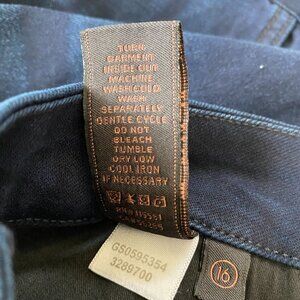 TURN
GARMENT
INSIDE OUT
MACHINE
WASH COLD
WASH
SEPARATELY
GENTLE CYCLE
DO NOT
BLEACH
TUMBLE
DRY LOW
COOL IRON
IF NECESSARY
GS0595354
3289700
16